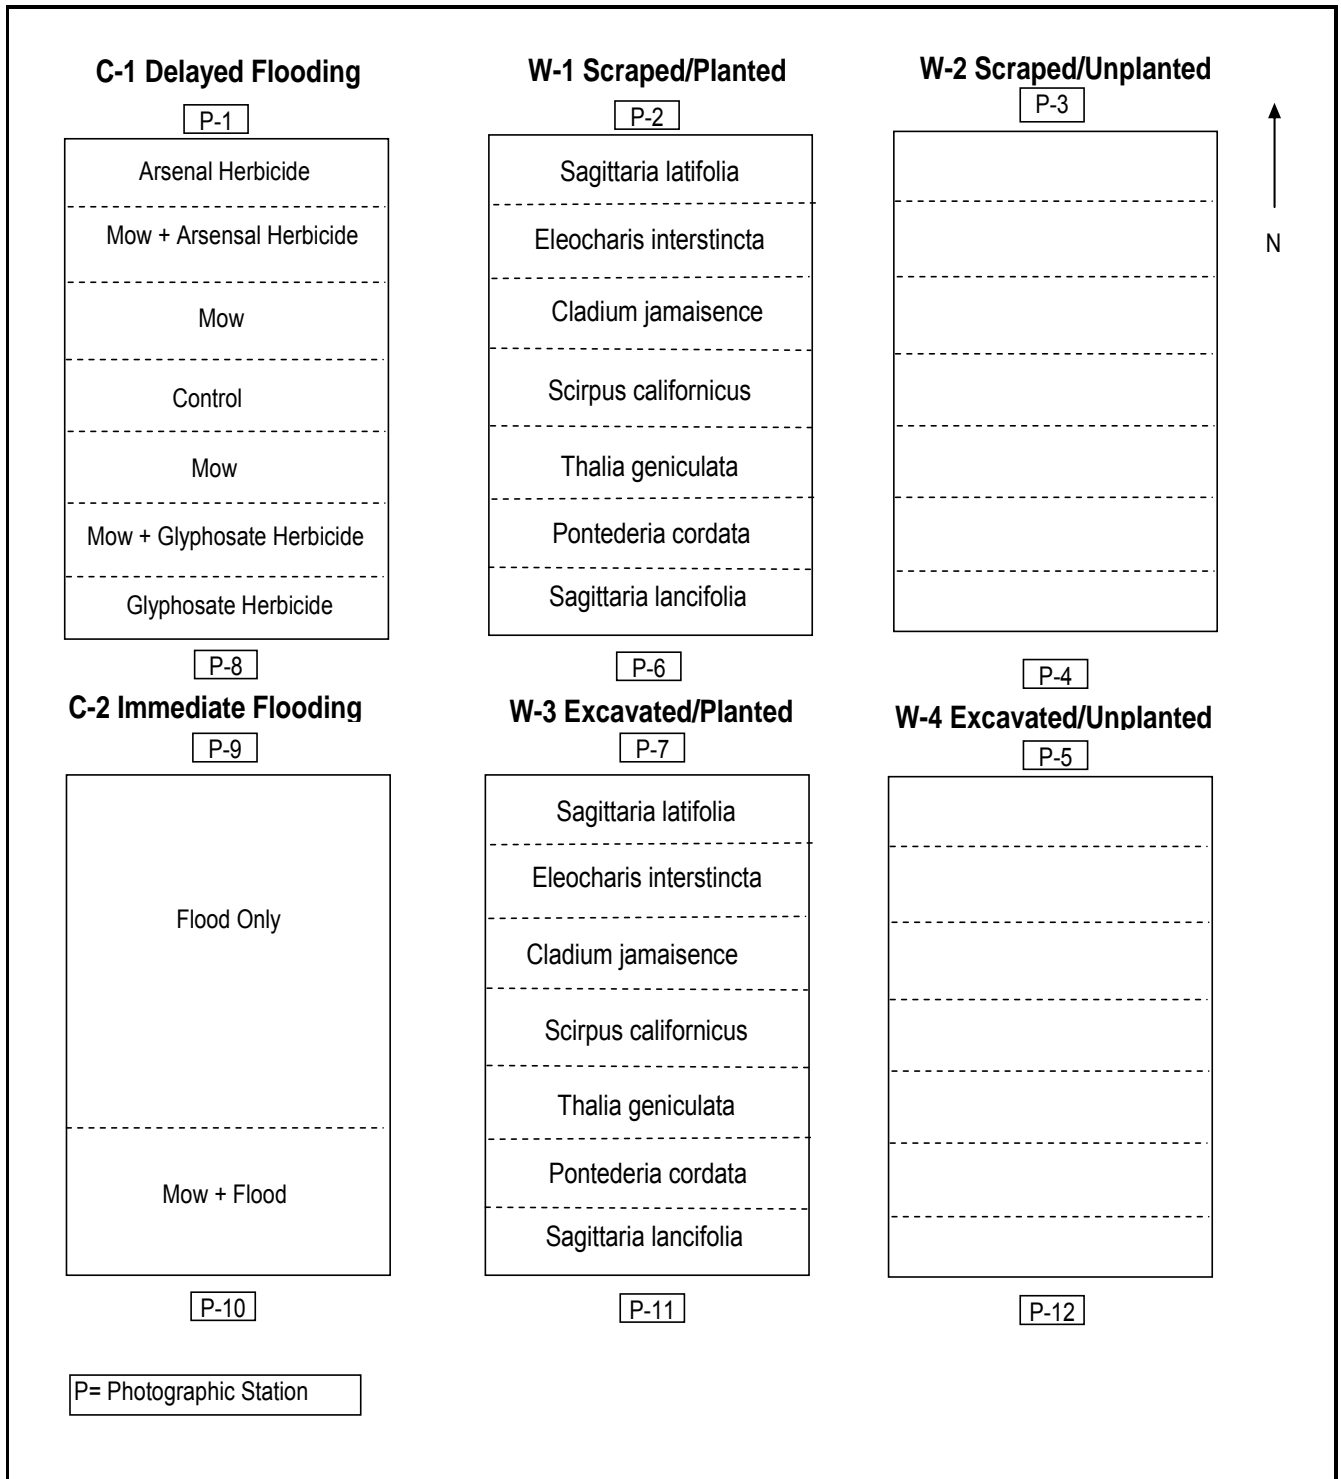 C-1 Delayed Flooding
P-1
Arsenal Herbicide
Mow + Arsensal Herbicide
Mow
Control
Mow
Mow + Glyphosate Herbicide
Glyphosate Herbicide
P-8
W-1 Scraped/Planted
P-2
Sagittaria latifolia
Eleocharis interstincta
Cladium jamaisence
Scirpus californicus
Thalia geniculata
Pontederia cordata
Sagittaria lancifolia
P-6
W-2 Scraped/Unplanted
P-3
P-4
N
C-2 Immediate Flooding
P-9
Flood Only
Mow + Flood
P-10
W-3 Excavated/Planted
P-7
Sagittaria latifolia
Eleocharis interstincta
Cladium jamaisence
Scirpus californicus
Thalia geniculata
Pontederia cordata
Sagittaria lancifolia
P-11
W-4 Excavated/Unplanted
P-5
P-12
P= Photographic Station